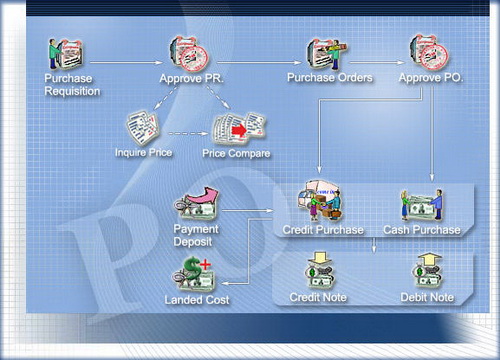 Purchase
Requisition
Approve PR.
Purchase Orders
Approve PO.
Inquire Price
Price Compare
Payment
Deposit
Credit Purchase
Cash Purchase
Landed Cost
Credit Note
Debit Note
PO